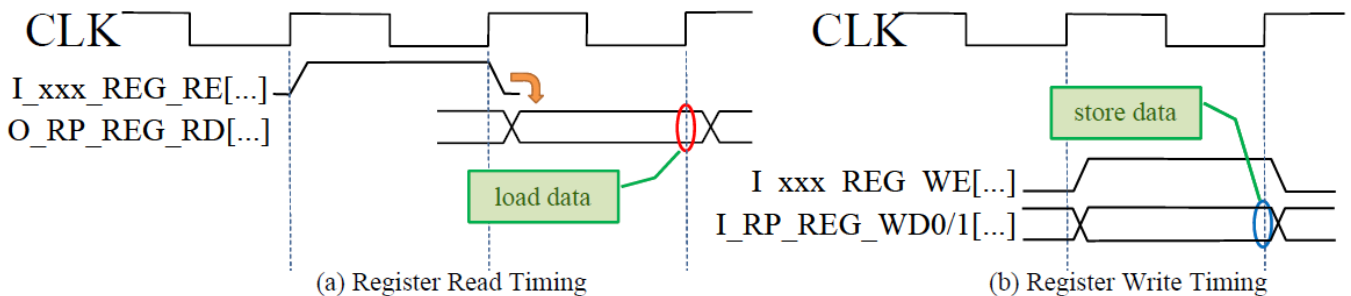 CLK
I_xxx_REG_RE[...]
O_RP_REG_RD[...]
load data
(a) Register Read Timing
CLK
store data
I_xxx_REG_WE[...]
I_RP_REG_WD0/1[...]
(b) Register Write Timing